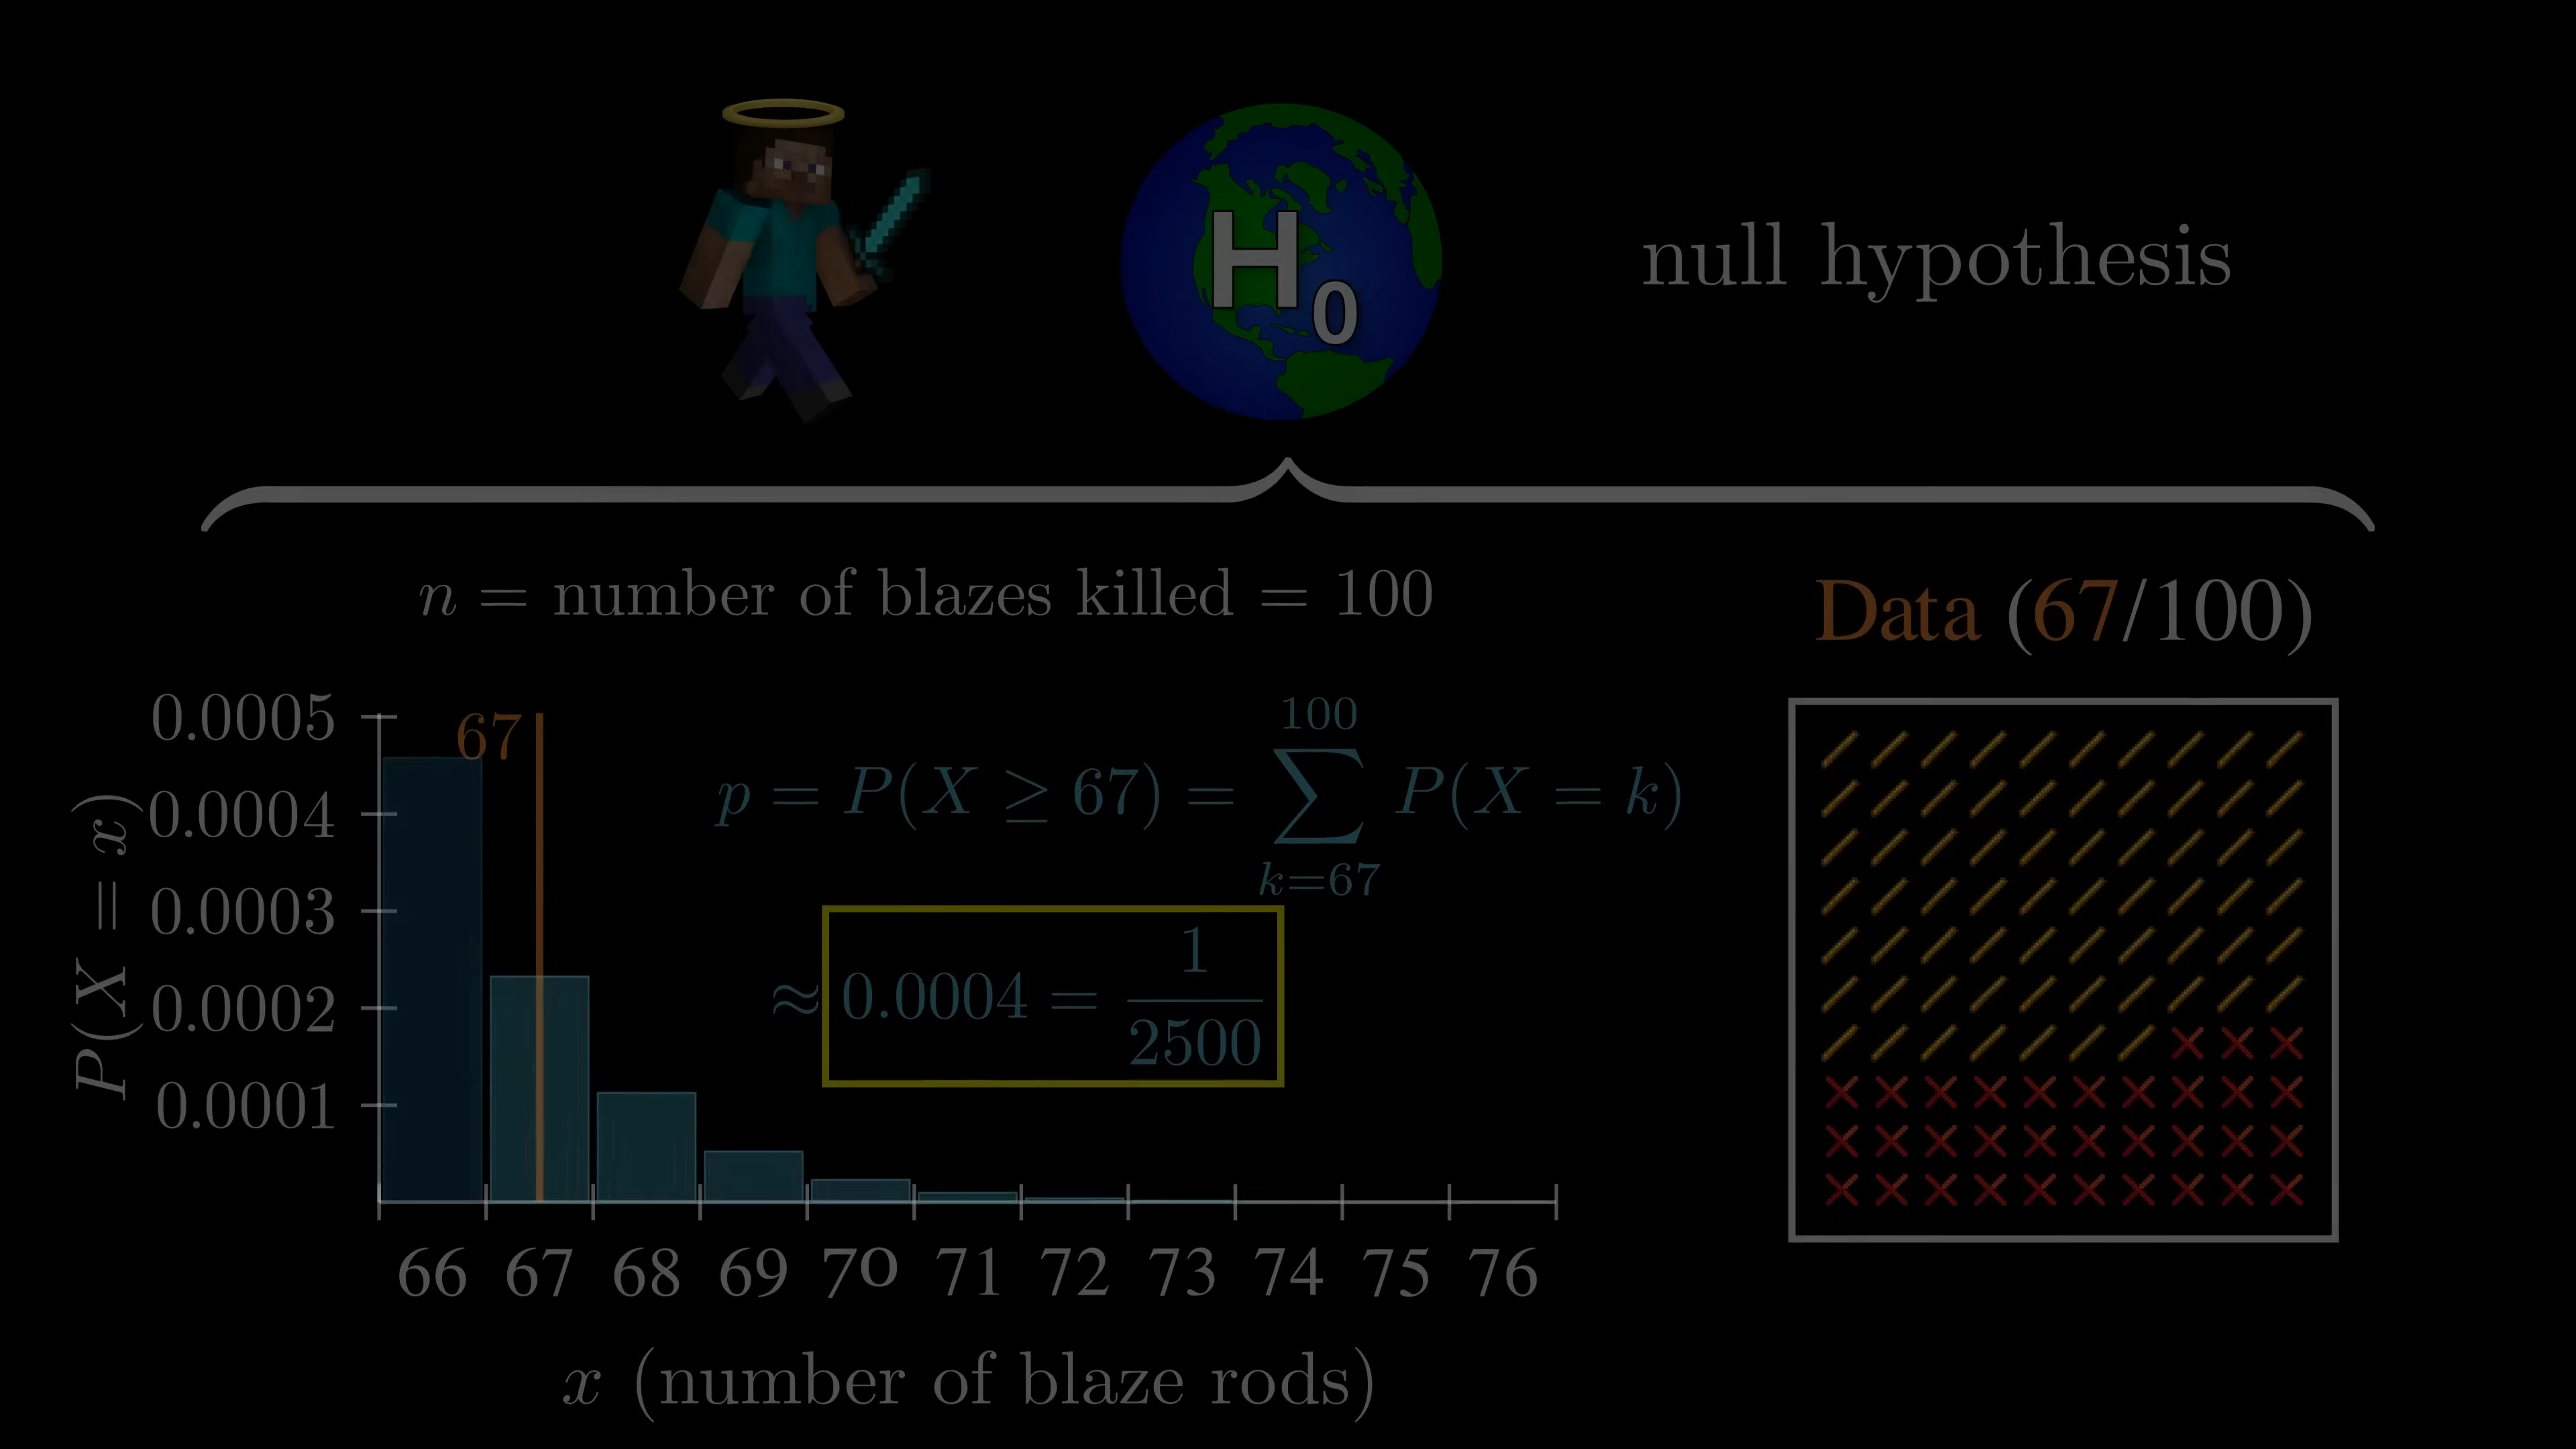 H₀
null hypothesis
n = number of blazes killed = 100
Data (67/100)
0.0005
0.0004
0.0003
0.0002
0.0001
P(X = x)
67
p = P(X ≥ 67) = ∑_{k=67}^{100} P(X = k)
≈ 0.0004 = 1/2500
66 67 68 69 70 71 72 73 74 75 76
x (number of blaze rods)